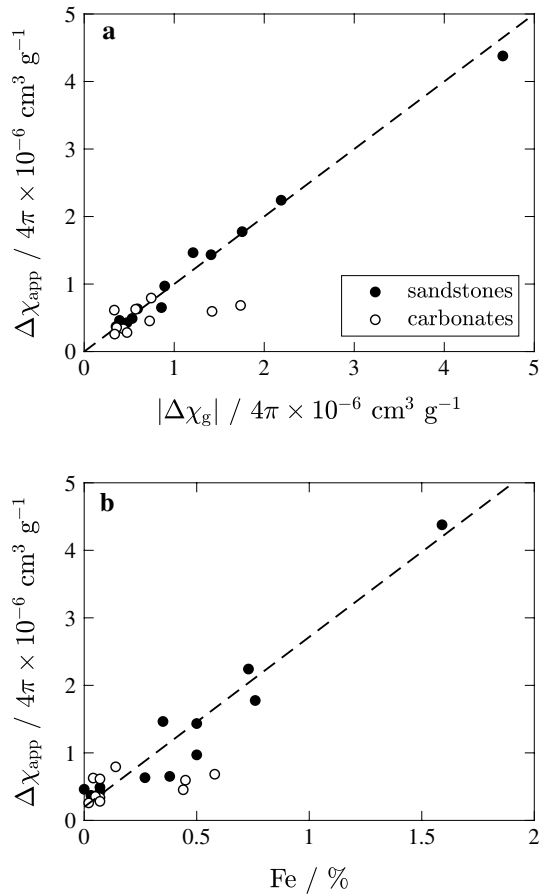 a
5
4
3
2
1
0
Δχapp / 4π × 10⁻⁶ cm³ g⁻¹
sandstones
carbonates
0 1 2 3 4 5
|Δχg| / 4π × 10⁻⁶ cm³ g⁻¹
b
5
4
3
2
1
0
Δχapp / 4π × 10⁻⁶ cm³ g⁻¹
0 0.5 1 1.5 2
Fe / %